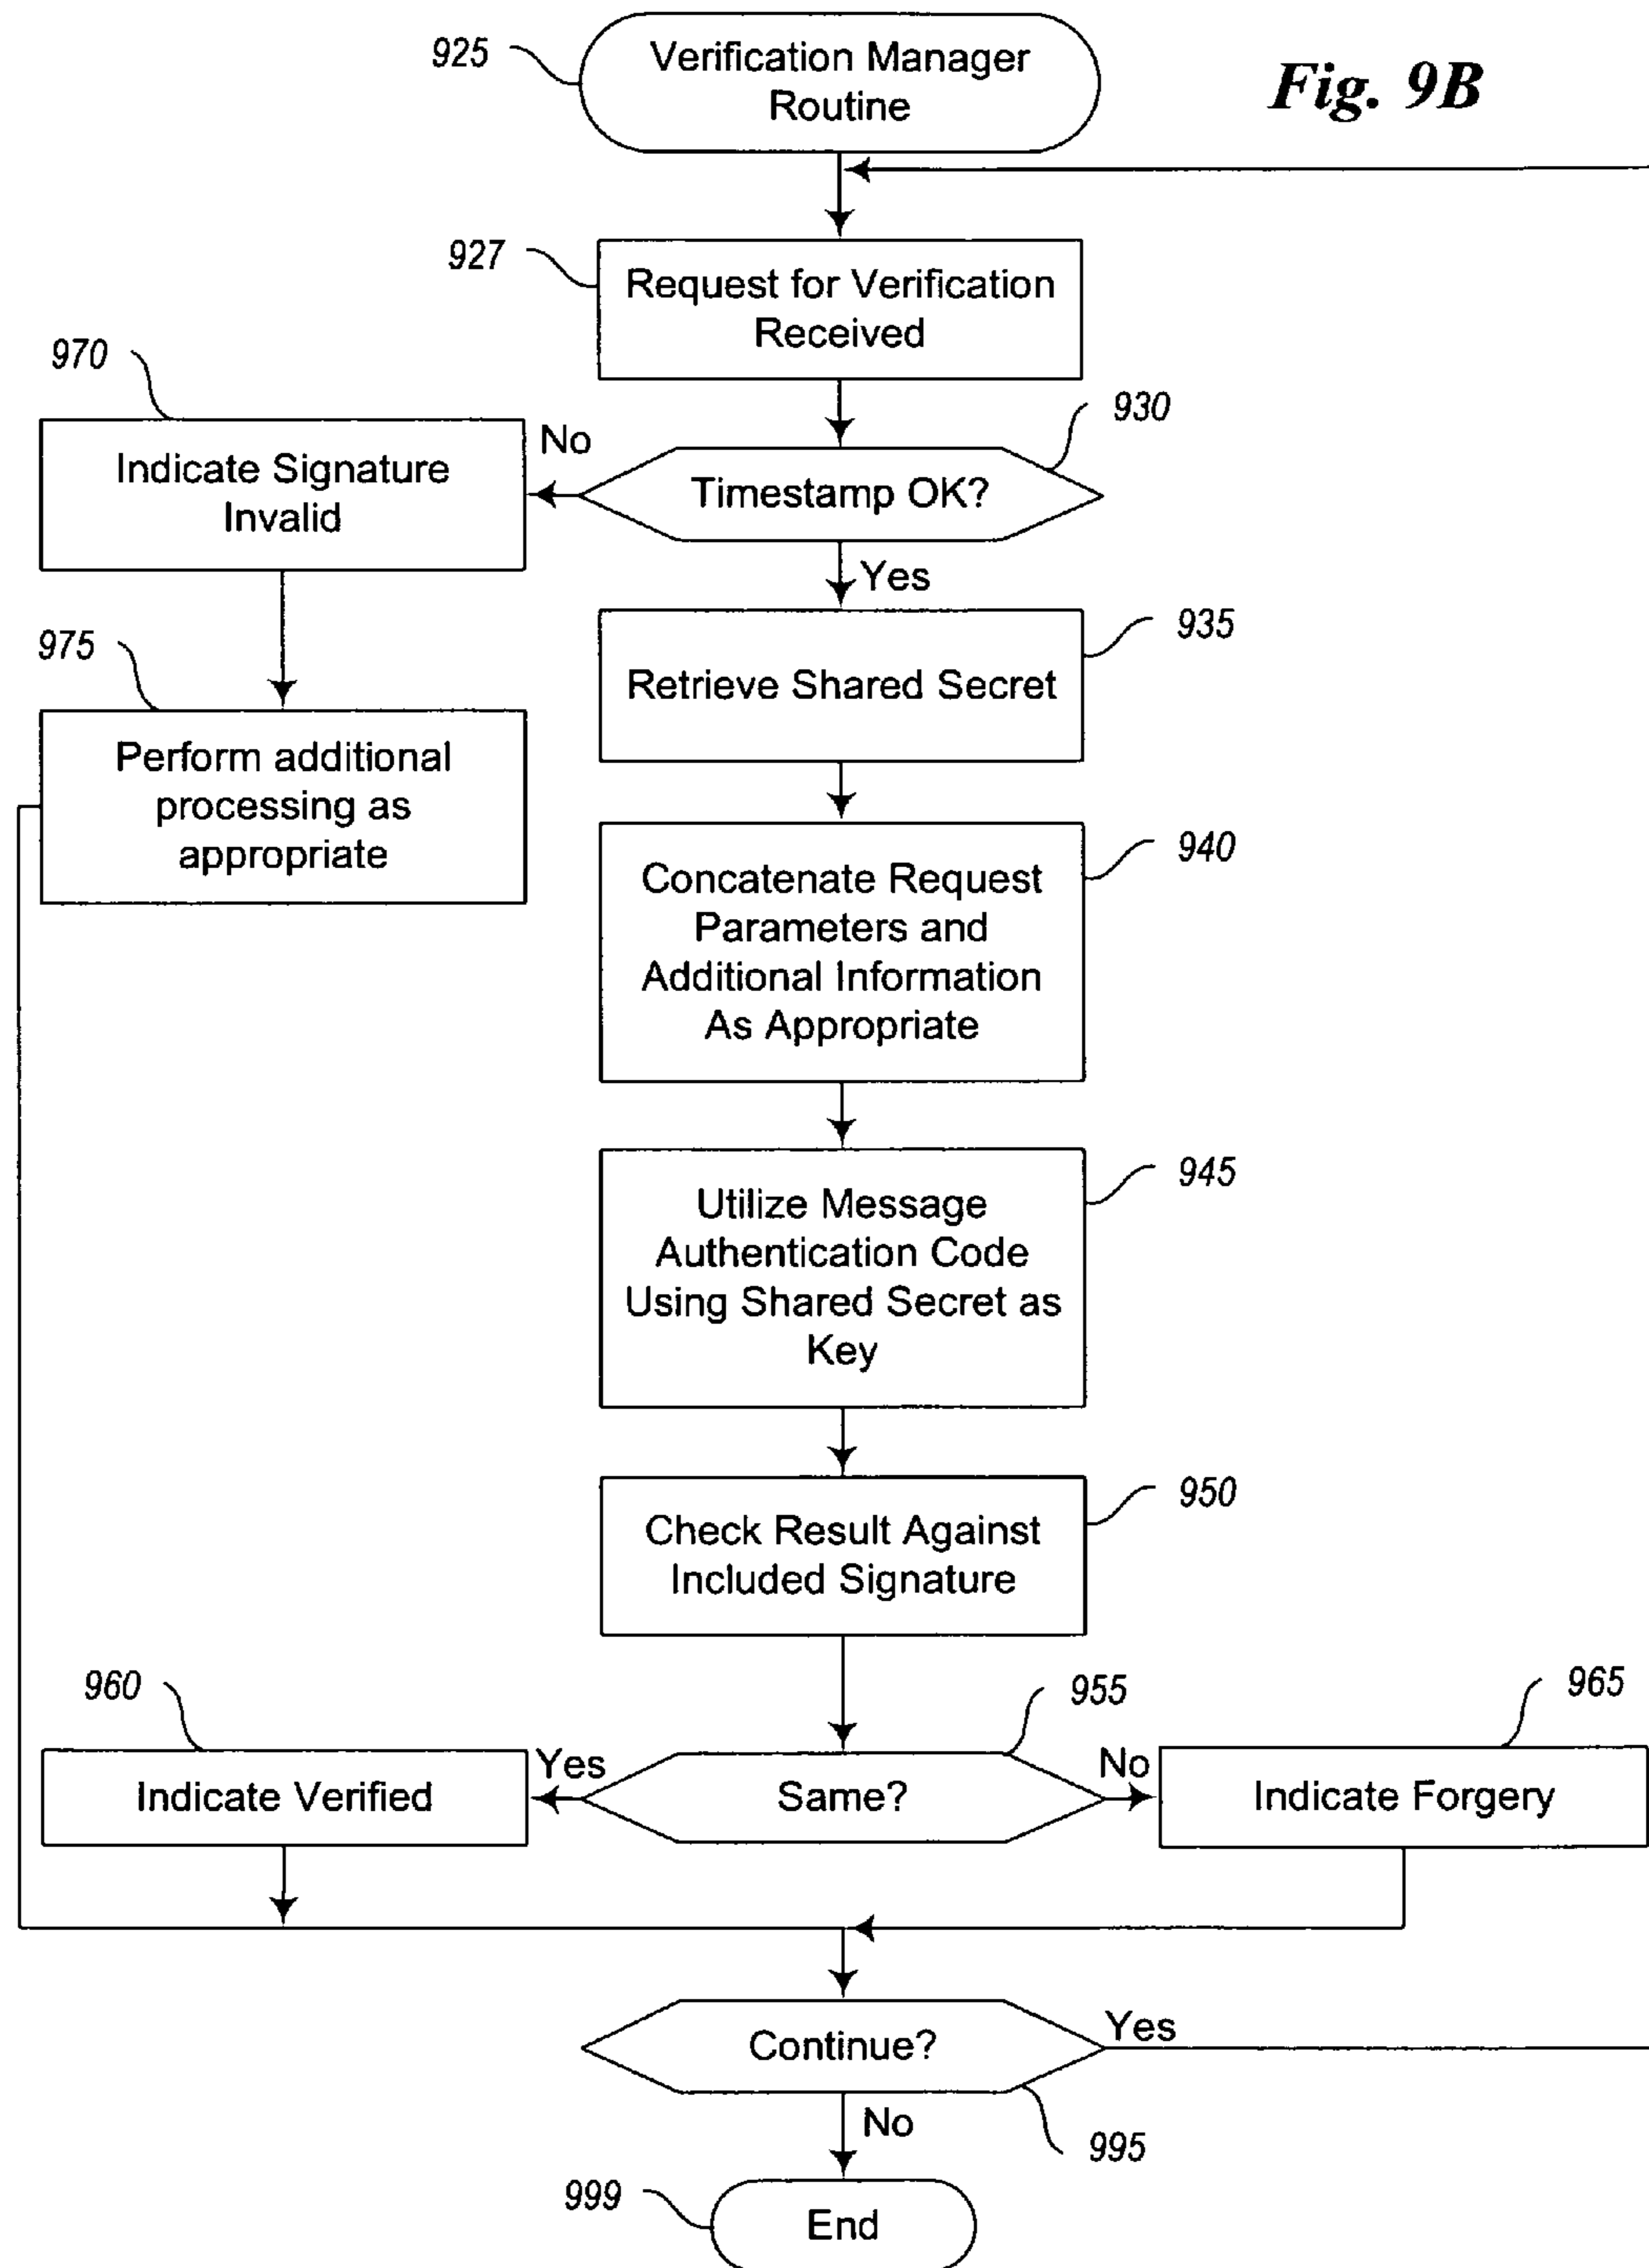 925
Verification Manager
Routine
Fig. 9B
927
Request for Verification
Received
970
930
Indicate Signature
Invalid
No
Timestamp OK?
Yes
975
935
Perform additional
processing as
appropriate
Retrieve Shared Secret
940
Concatenate Request
Parameters and
Additional Information
As Appropriate
945
Utilize Message
Authentication Code
Using Shared Secret as
Key
950
Check Result Against
Included Signature
960
955
965
Indicate Verified
Yes
Same?
No
Indicate Forgery
Continue?
Yes
No
995
999
End